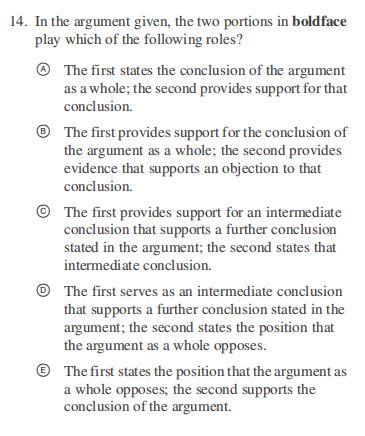 14. In the argument given, the two portions in boldface
play which of the following roles?
Ⓐ The first states the conclusion of the argument
as a whole; the second provides support for that
conclusion.
Ⓑ The first provides support for the conclusion of
the argument as a whole; the second provides
evidence that supports an objection to that
conclusion.
Ⓒ The first provides support for an intermediate
conclusion that supports a further conclusion
stated in the argument; the second states that
intermediate conclusion.
Ⓓ The first serves as an intermediate conclusion
that supports a further conclusion stated in the
argument; the second states the position that
the argument as a whole opposes.
Ⓔ The first states the position that the argument as
a whole opposes; the second supports the
conclusion of the argument.